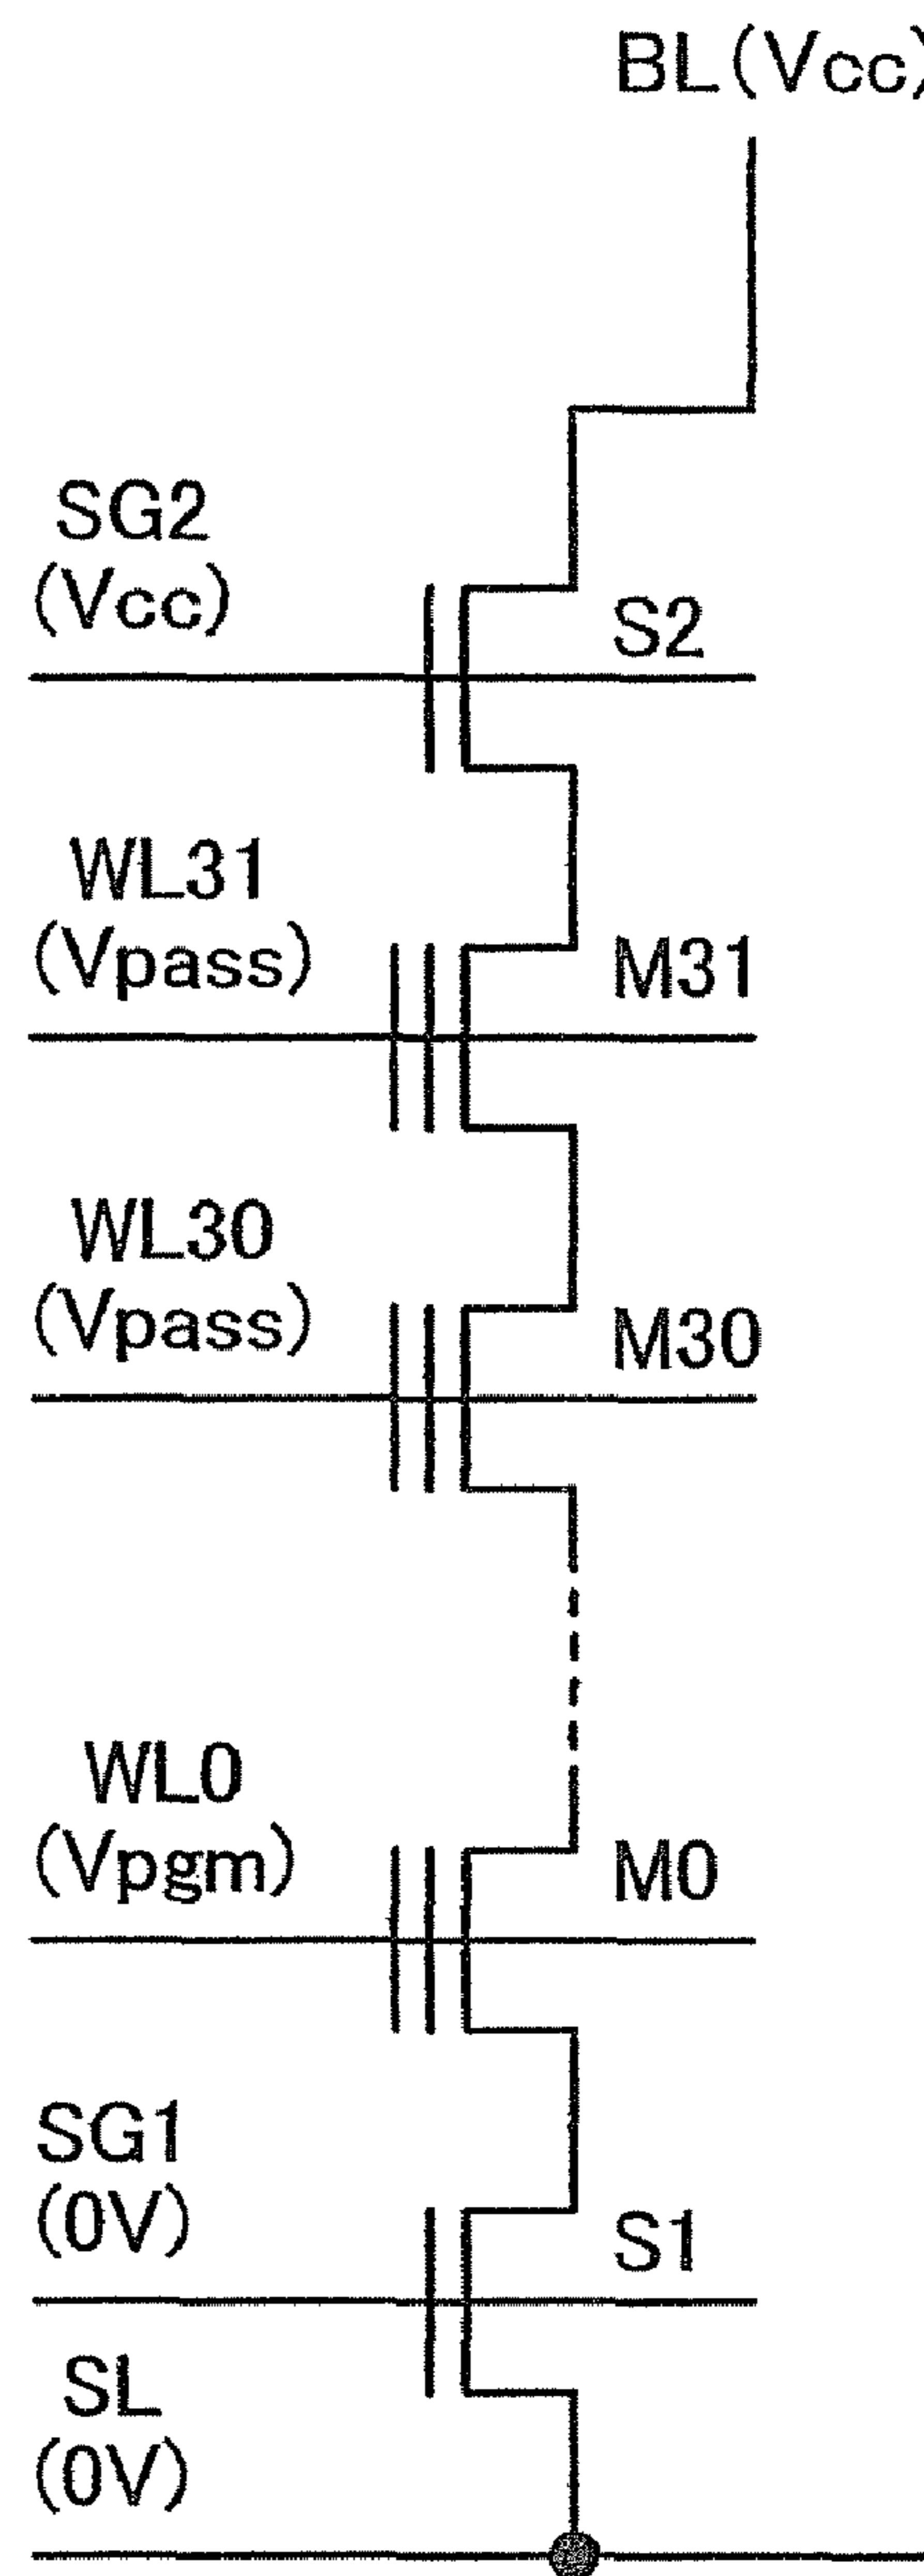 BL(Vcc)
SG2
(Vcc)
S2
WL31
(Vpass)
M31
WL30
(Vpass)
M30
WL0
(Vpgm)
M0
SG1
(0V)
S1
SL
(0V)